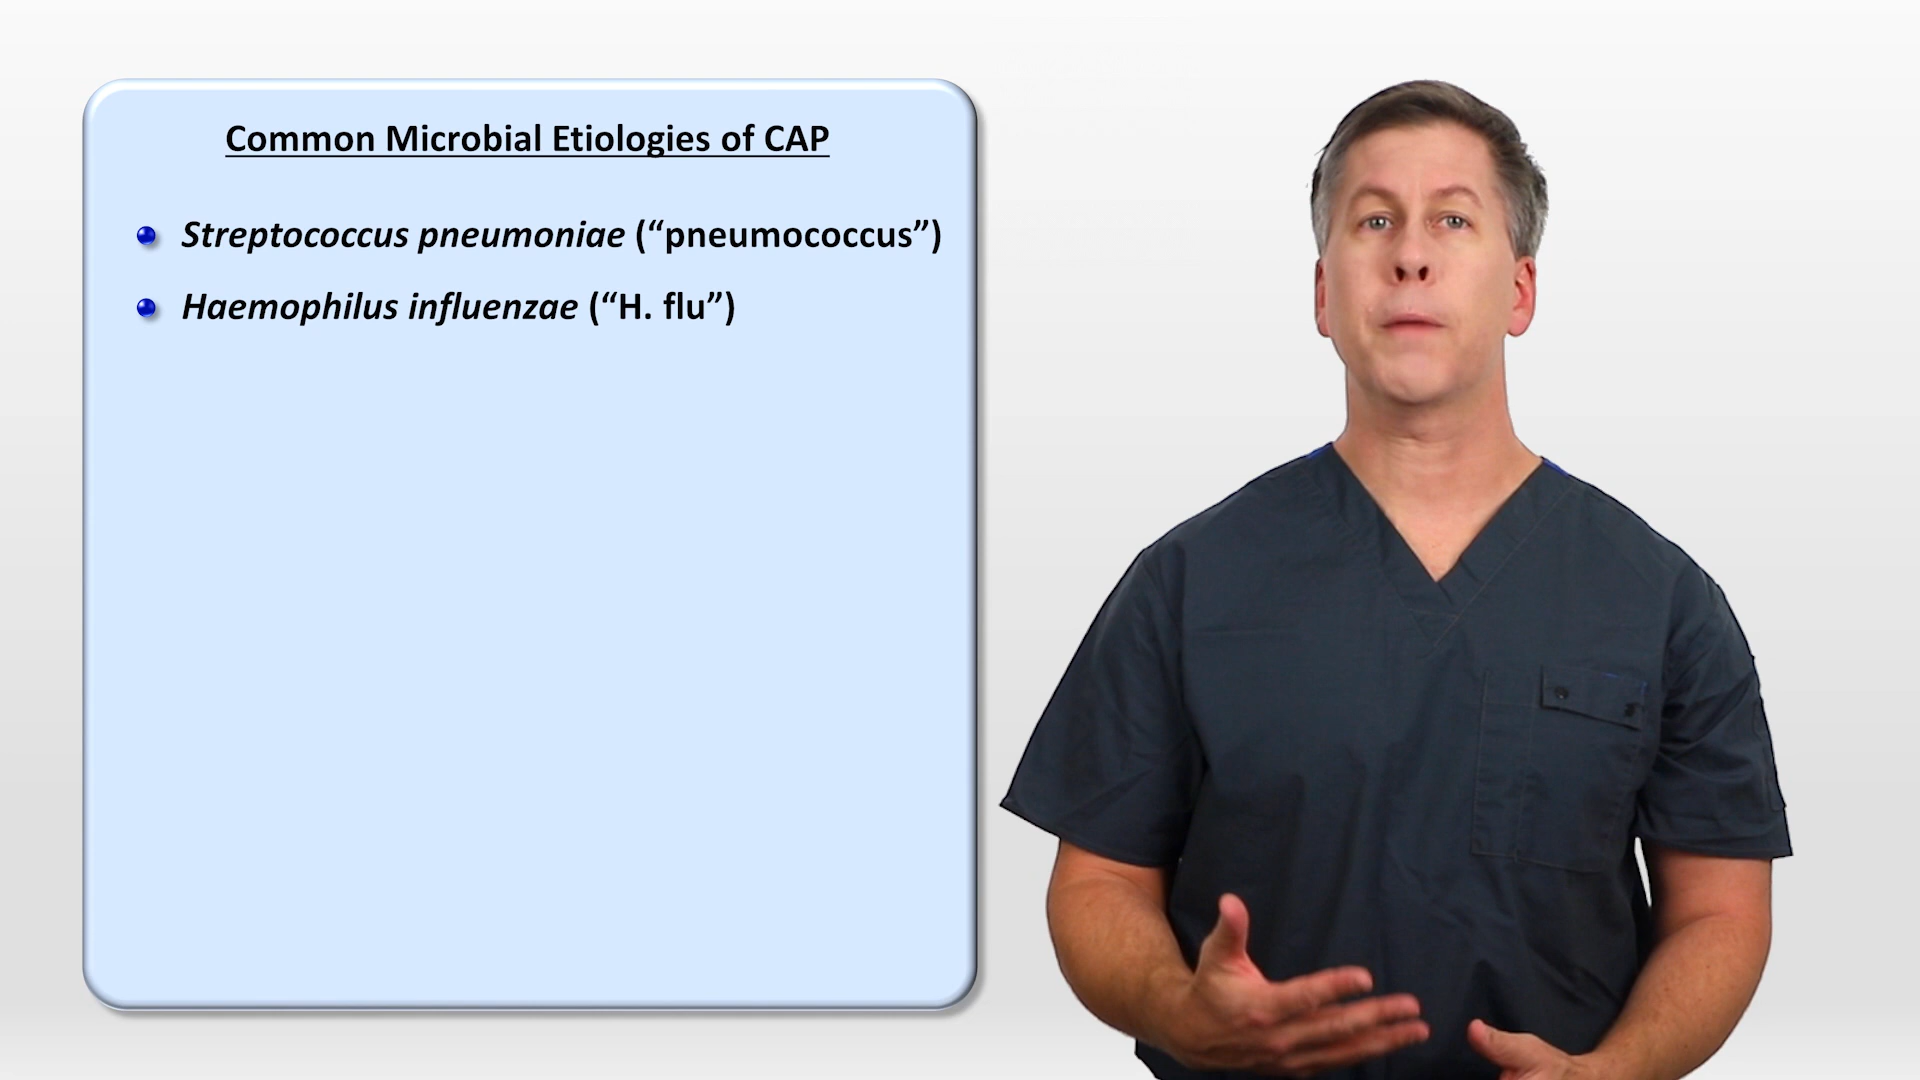 Common Microbial Etiologies of CAP
Streptococcus pneumoniae (“pneumococcus”)
Haemophilus influenzae (“H. flu”)